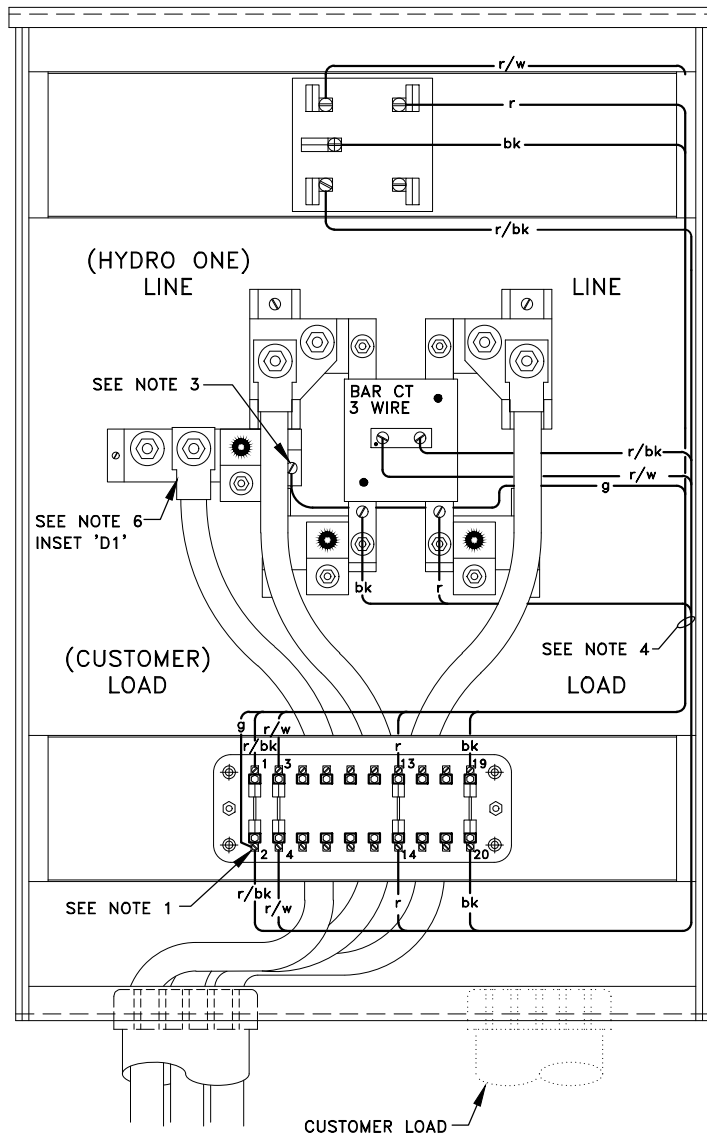 r/w
r
bk
r/bk
(HYDRO ONE)
LINE
LINE
SEE NOTE 3
BAR CT
3 WIRE
r/bk
r/w
g
SEE NOTE 6
INSET 'D1'
bk
r
SEE NOTE 4
(CUSTOMER)
LOAD
LOAD
g
r/bk
r/w
r
bk
1
3
13
19
2
4
14
20
r/bk
r/w
r
bk
SEE NOTE 1
CUSTOMER LOAD